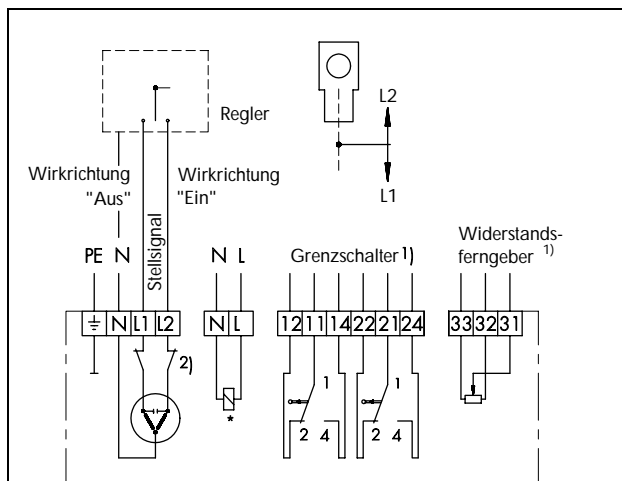 Regler
L2
L1
Wirkrichtung
"Aus"
Wirkrichtung
"Ein"
Stellsignal
PE N
N L
Grenzschalter 1)
Widerstands-
ferngeber 1)
N L1 L2
N L
12 11 14 22 21 24
33 32 31
2)
*
1
2 4
1
2 4